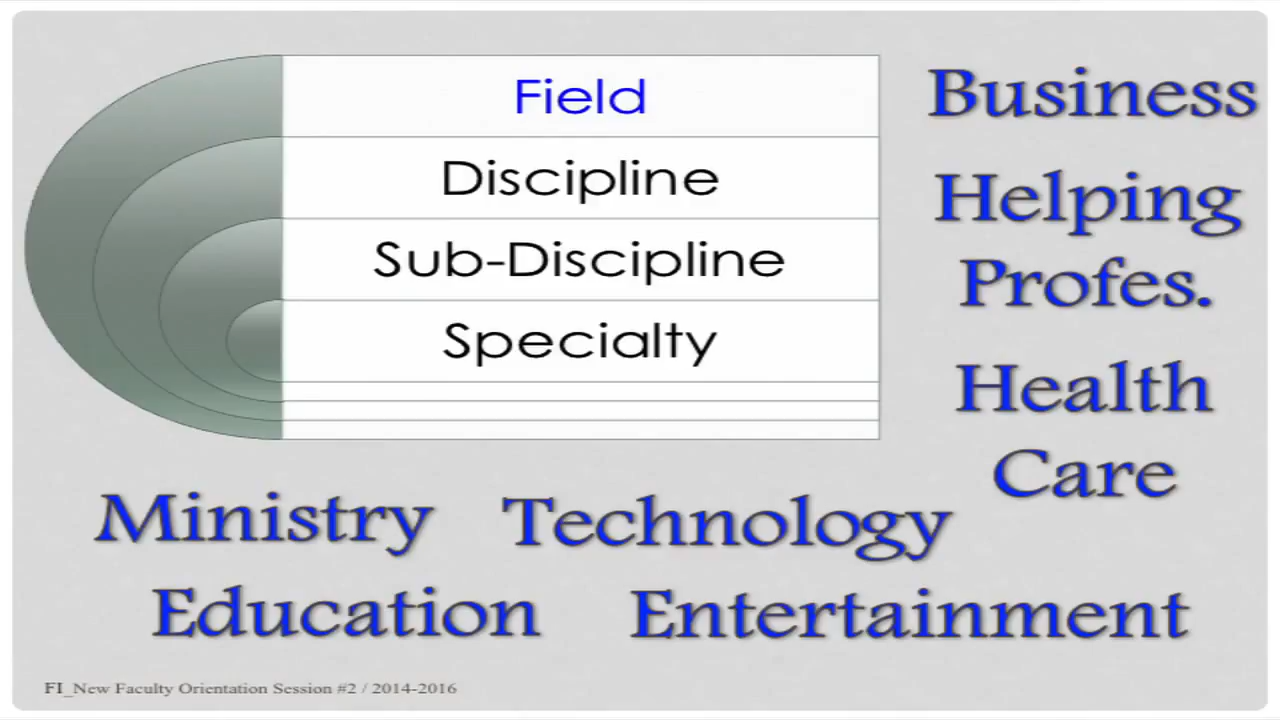 Field
Discipline
Sub-Discipline
Specialty
Business
Helping
Profes.
Health
Care
Ministry
Technology
Education
Entertainment
FI_New Faculty Orientation Session #2 / 2014-2016